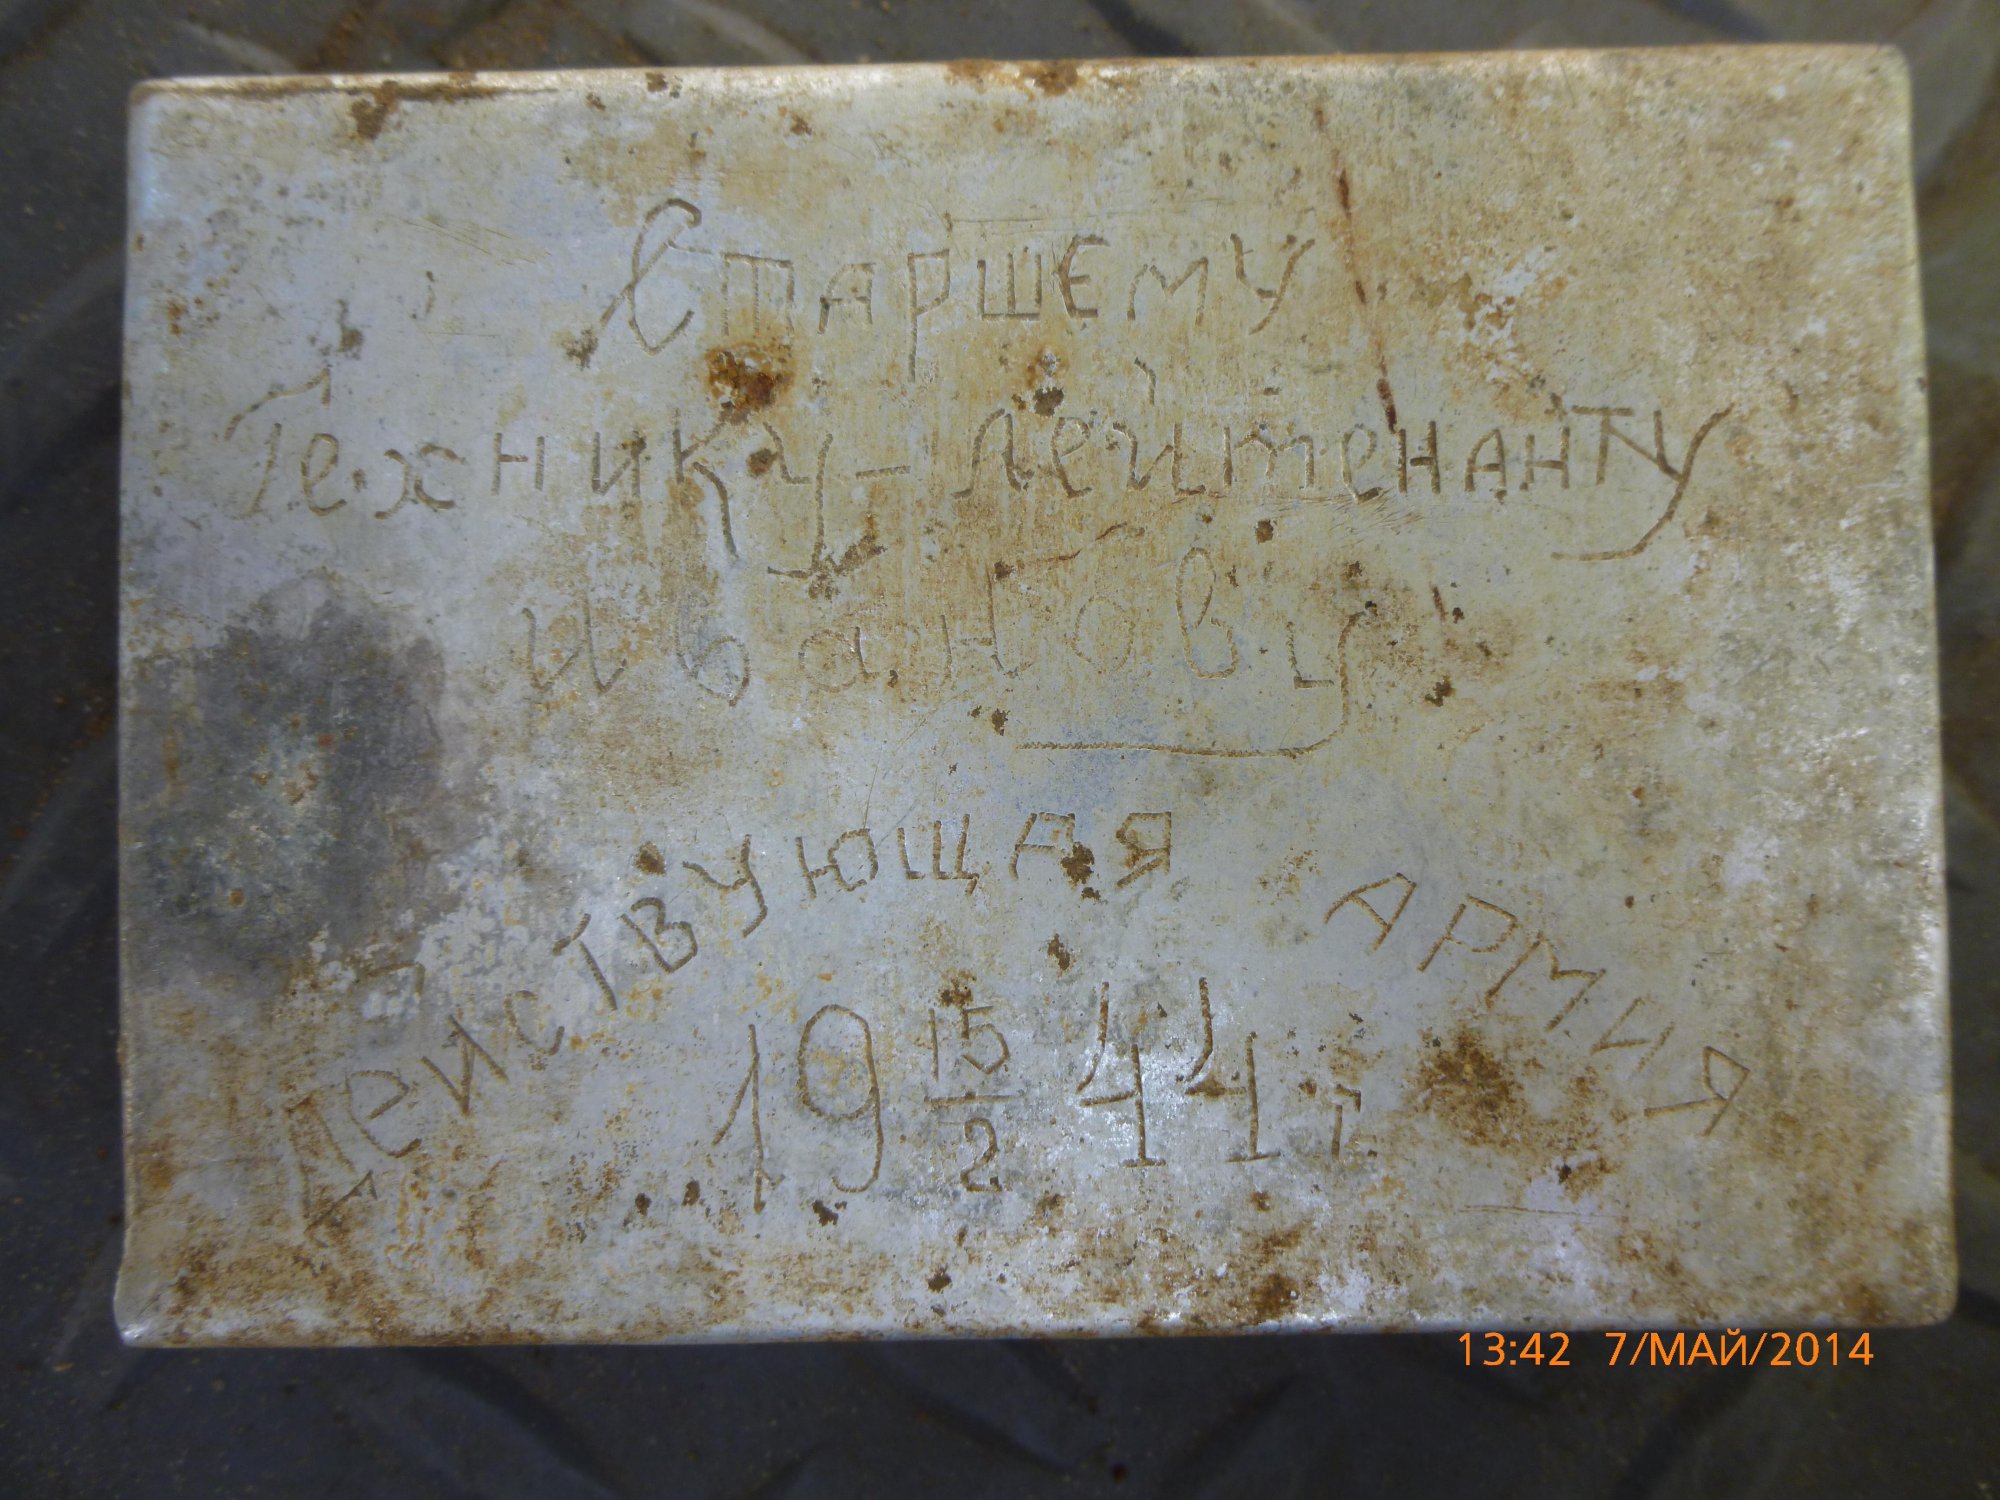 Старшему
Технику-лейтенанту
Иванову
ДЕЙСТВУЮЩАЯ АРМИЯ
19 15/2 44 г.
13:42 7/МАЙ/2014